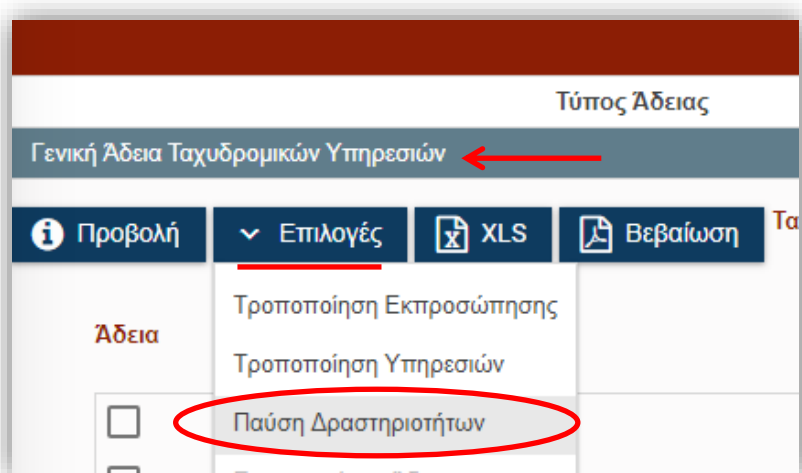 Τύπος Άδειας
Γενική Άδεια Ταχυδρομικών Υπηρεσιών
Προβολή Επιλογές XLS Βεβαίωση Τα
Τροποποίηση Εκπροσώπησης
Άδεια
Τροποποίηση Υπηρεσιών
Παύση Δραστηριοτήτων